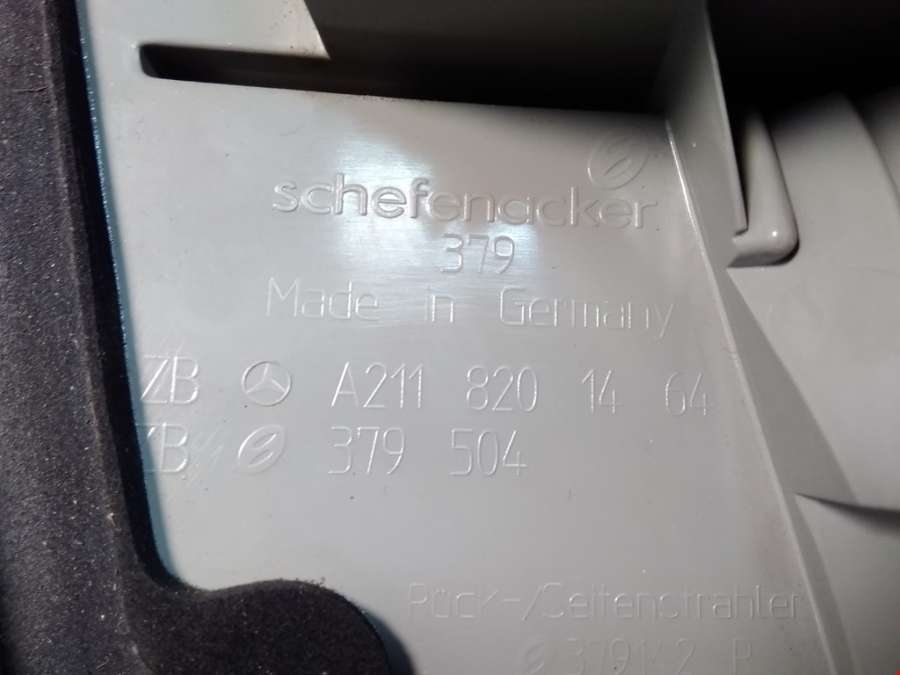 schefenacker
379
Made in Germany
ZB A211 820 14 64
ZB 379 504
Rück-/Seitenstrahler